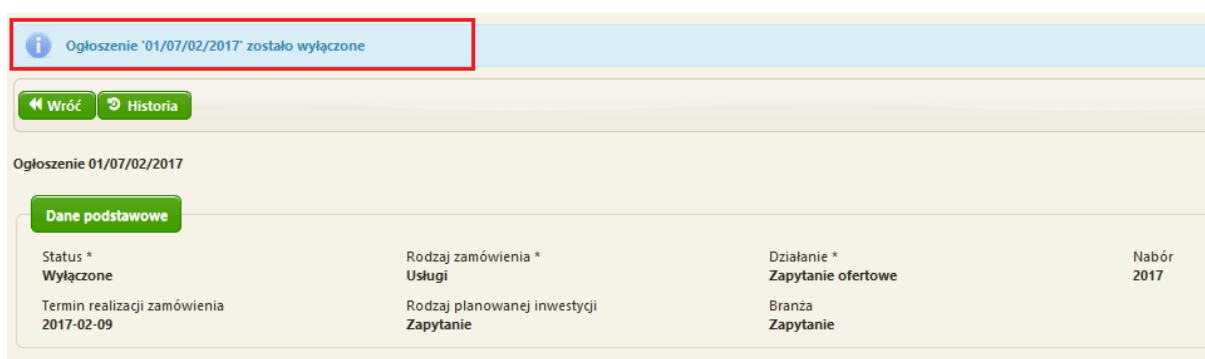 Ogłoszenie '01/07/02/2017' zostało wyłączone
Wróć Historia
Ogłoszenie 01/07/02/2017
Dane podstawowe
Status * Rodzaj zamówienia * Działanie * Nabór
Wyłączone Usługi Zapytanie ofertowe 2017
Termin realizacji zamówienia Rodzaj planowanej inwestycji Branża
2017-02-09 Zapytanie Zapytanie